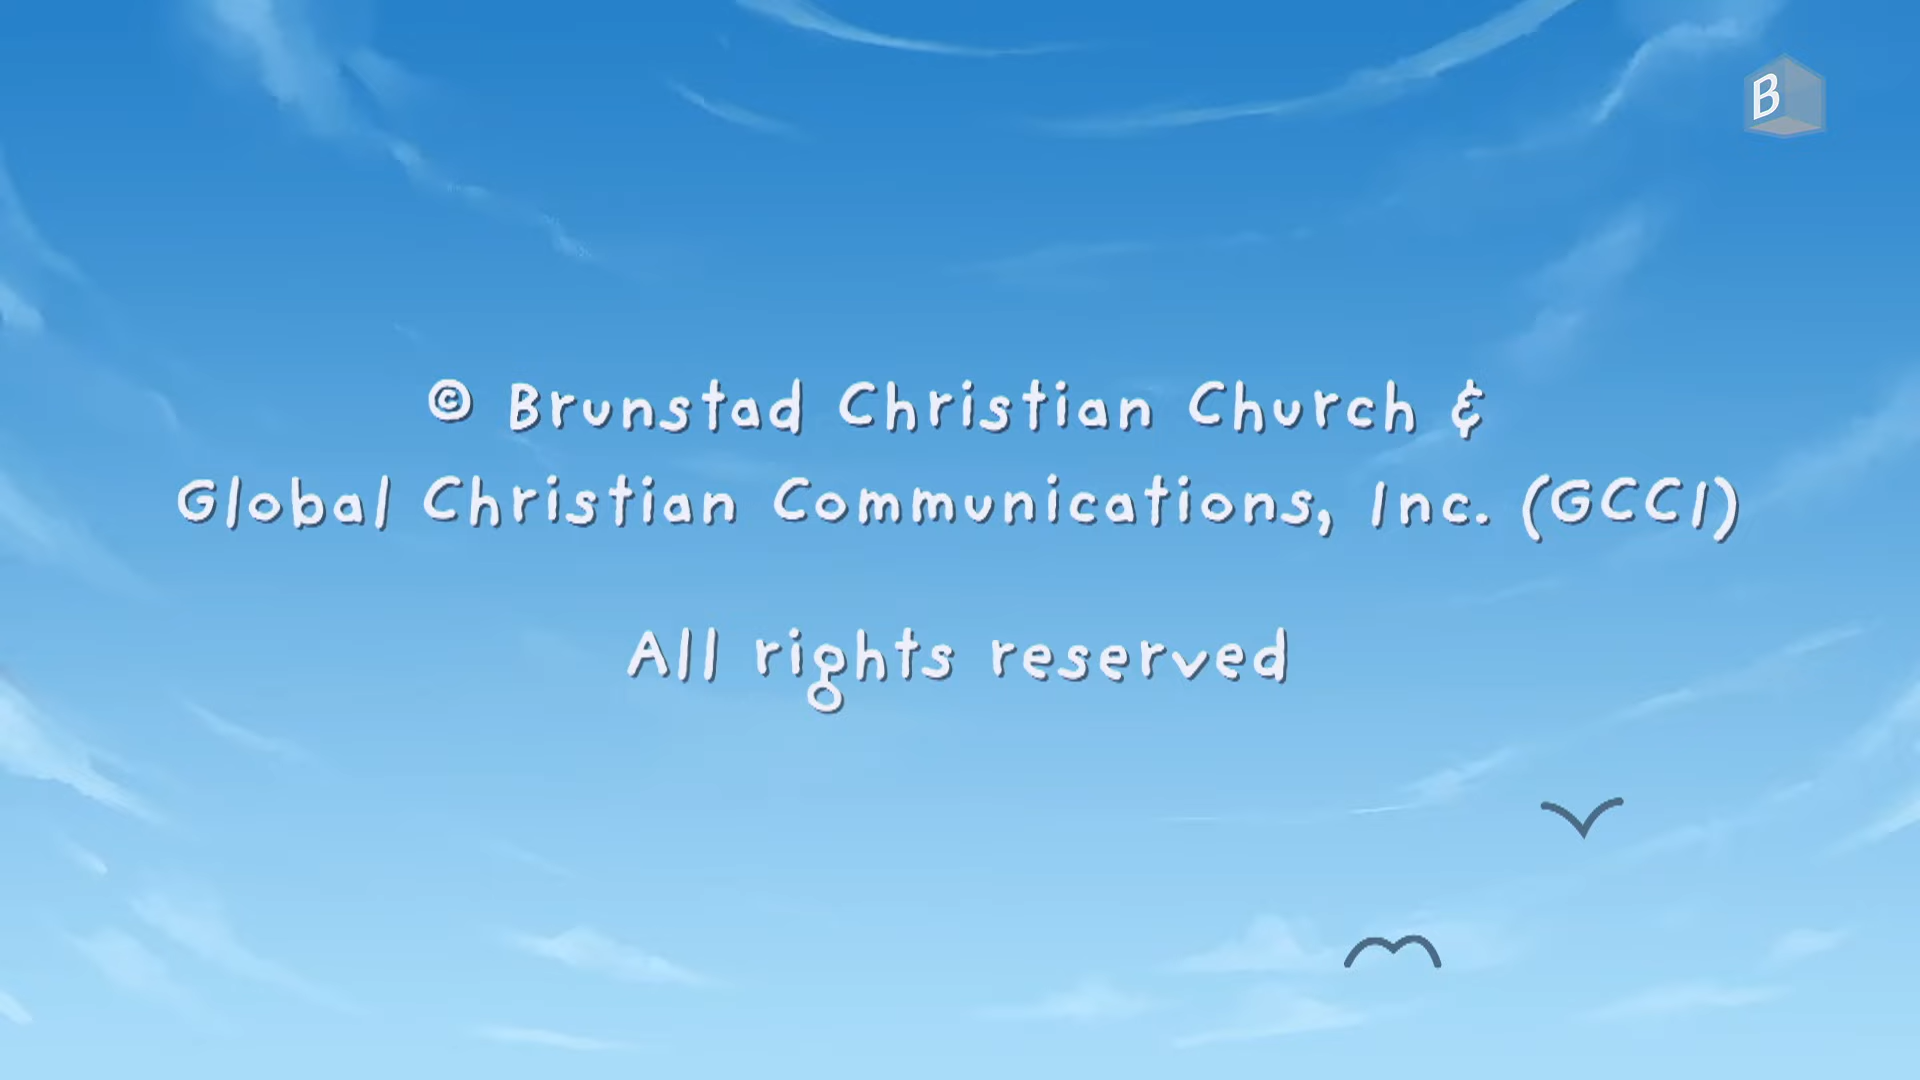 B
© Brunstad Christian Church &
Global Christian Communications, Inc. (GCCI)
All rights reserved